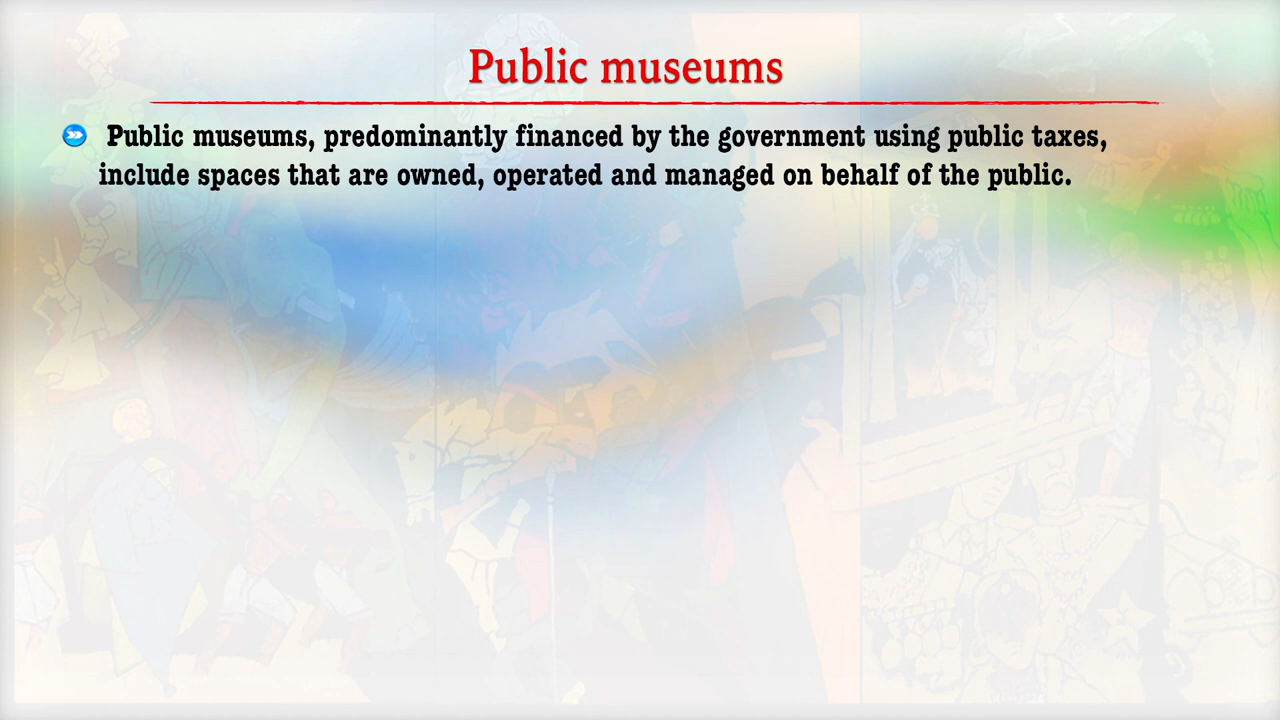 Public museums
Public museums, predominantly financed by the government using public taxes,
include spaces that are owned, operated and managed on behalf of the public.